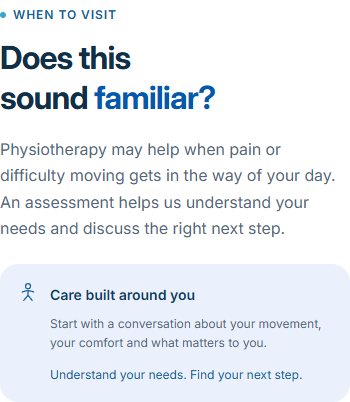 WHEN TO VISIT
Does this
sound familiar?
Physiotherapy may help when pain or
difficulty moving gets in the way of your day.
An assessment helps us understand your
needs and discuss the right next step.
Care built around you
Start with a conversation about your movement,
your comfort and what matters to you.
Understand your needs. Find your next step.